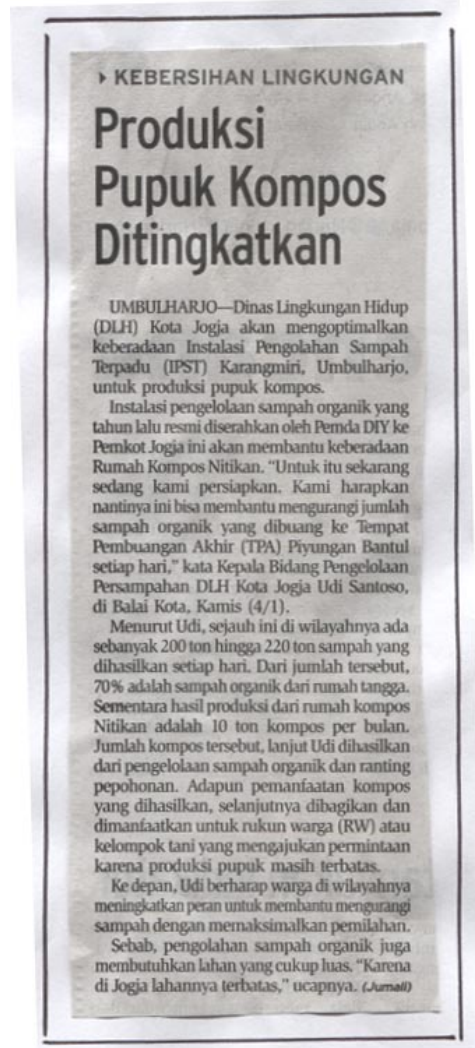 KEBERSIHAN LINGKUNGAN
Produksi
Pupuk Kompos
Ditingkatkan
UMBULHARJO—Dinas Lingkungan Hidup
(DLH) Kota Jogja akan mengoptimalkan
keberadaan Instalasi Pengolahan Sampah
Terpadu (IPST) Karangmiri, Umbulharjo,
untuk produksi pupuk kompos.
Instalasi pengelolaan sampah organik yang
tahun lalu resmi diserahkan oleh Pemda DIY ke
Pemkot Jogja ini akan membantu keberadaan
Rumah Kompos Nitikan. “Untuk itu sekarang
sedang kami persiapkan. Kami harapkan
nantinya ini bisa membantu mengurangi jumlah
sampah organik yang dibuang ke Tempat
Pembuangan Akhir (TPA) Piyungan Bantul
setiap hari,” kata Kepala Bidang Pengelolaan
Persampahan DLH Kota Jogja Udi Santoso,
di Balai Kota, Kamis (4/1).
Menurut Udi, sejauh ini di wilayahnya ada
sebanyak 200 ton hingga 220 ton sampah yang
dihasilkan setiap hari. Dari jumlah tersebut,
70% adalah sampah organik dari rumah tangga.
Sementara hasil produksi dari rumah kompos
Nitikan adalah 10 ton kompos per bulan.
Jumlah kompos tersebut, lanjut Udi dihasilkan
dari pengelolaan sampah organik dan ranting
pepohonan. Adapun pemanfaatan kompos
yang dihasilkan, selanjutnya dibagikan dan
dimanfaatkan untuk rukun warga (RW) atau
kelompok tani yang mengajukan permintaan
karena produksi pupuk masih terbatas.
Ke depan, Udi berharap warga di wilayahnya
meningkatkan peran untuk membantu mengurangi
sampah dengan memaksimalkan pemilahan.
Sebab, pengolahan sampah organik juga
membutuhkan lahan yang cukup luas. “Karena
di Jogja lahannya terbatas,” ucapnya. (Jumali)